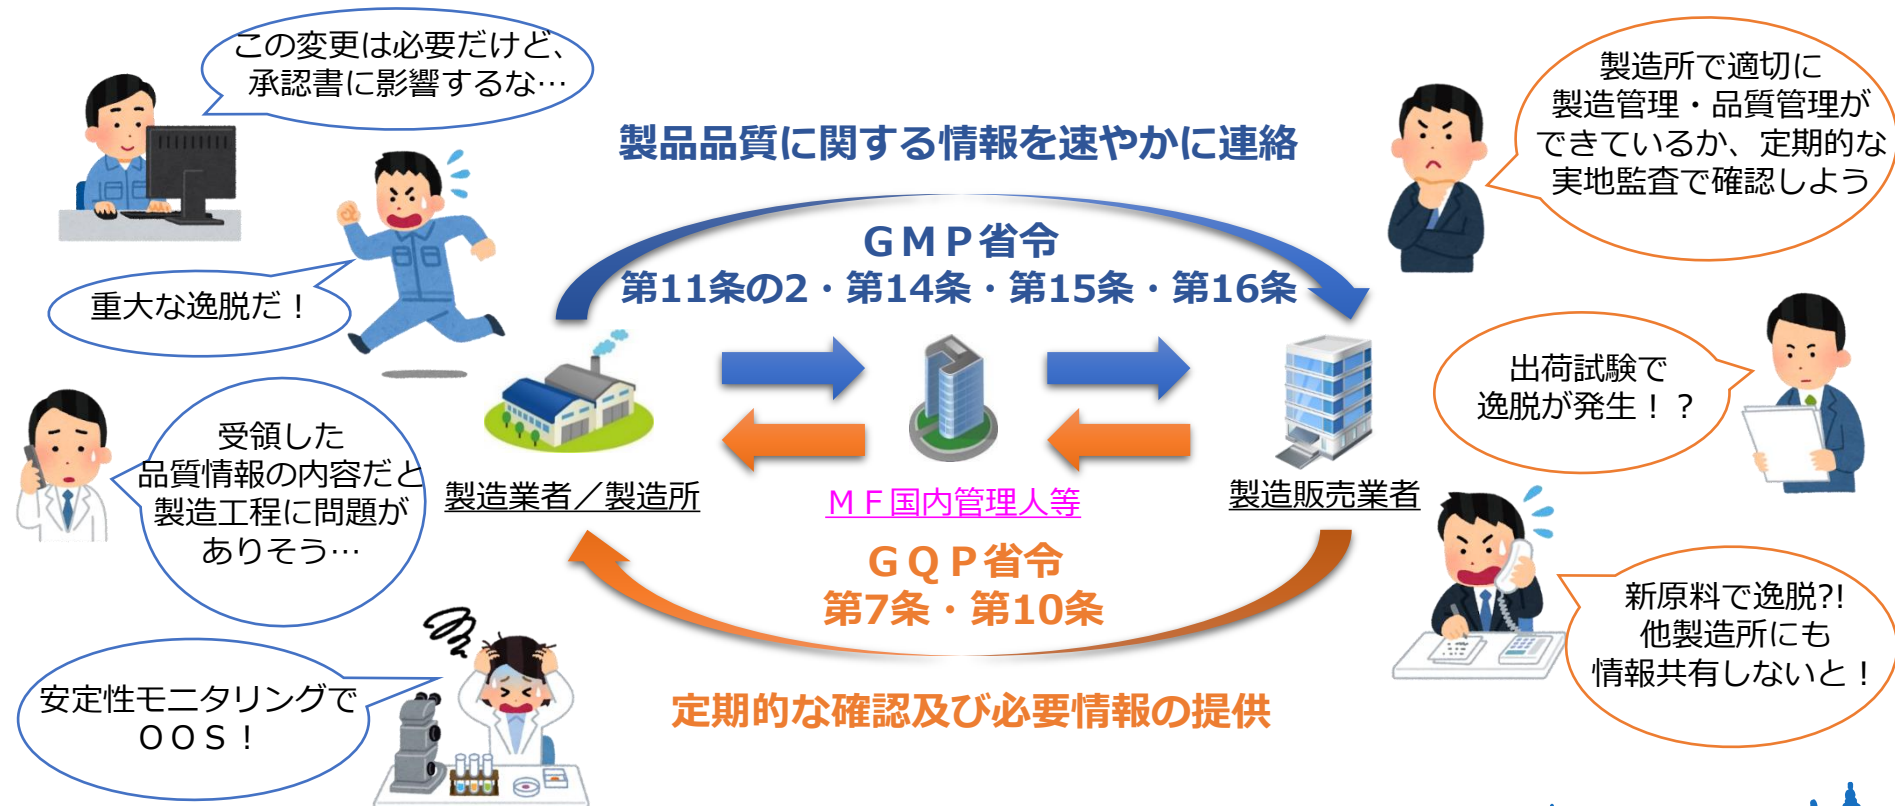 この変更は必要だけど、
承認書に影響するな…
重大な逸脱だ！
受領した
品質情報の内容だと
製造工程に問題が
ありそう…
安定性モニタリングで
ＯＯＳ！
製品品質に関する情報を速やかに連絡
ＧＭＰ省令
第11条の2・第14条・第15条・第16条
製造業者／製造所
ＭＦ国内管理人等
製造販売業者
ＧＱＰ省令
第7条・第10条
定期的な確認及び必要情報の提供
製造所で適切に
製造管理・品質管理が
できているか、定期的な
実地監査で確認しよう
出荷試験で
逸脱が発生！？
新原料で逸脱?!
他製造所にも
情報共有しないと！